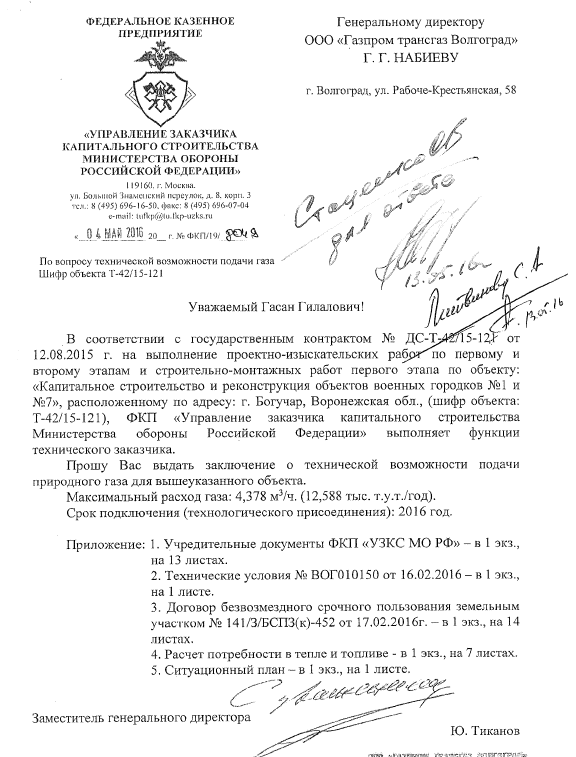 ФЕДЕРАЛЬНОЕ КАЗЕННОЕ
ПРЕДПРИЯТИЕ
«УПРАВЛЕНИЕ ЗАКАЗЧИКА
КАПИТАЛЬНОГО СТРОИТЕЛЬСТВА
МИНИСТЕРСТВА ОБОРОНЫ
РОССИЙСКОЙ ФЕДЕРАЦИИ»
119160, г. Москва,
ул. Большой Знаменский переулок, д. 8, корп. 3
тел.: 8 (495) 696-16-50, факс: 8 (495) 696-07-04
e-mail: tufkp@iu.fkp-uzks.ru
« 04 МАЙ 2016 20__ г. № ФКП/19/
Генеральному директору
ООО «Газпром трансгаз Волгоград»
Г. Г. НАБИЕВУ
г. Волгоград, ул. Рабоче-Крестьянская, 58
Стаценко О.В
для ответа
13.05.16
Литвинову С. А
13.05.16
По вопросу технической возможности подачи газа
Шифр объекта Т-42/15-121
Уважаемый Гасан Гилалович!
В соответствии с государственным контрактом № ДС-Т-42/15-121 от
12.08.2015 г. на выполнение проектно-изыскательских работ по первому и
второму этапам и строительно-монтажных работ первого этапа по объекту:
«Капитальное строительство и реконструкция объектов военных городков №1 и
№7», расположенному по адресу: г. Богучар, Воронежская обл., (шифр объекта:
Т-42/15-121), ФКП «Управление заказчика капитального строительства
Министерства обороны Российской Федерации» выполняет функции
технического заказчика.
Прошу Вас выдать заключение о технической возможности подачи
природного газа для вышеуказанного объекта.
Максимальный расход газа: 4,378 м³/ч. (12,588 тыс. т.у.т./год).
Срок подключения (технологического присоединения): 2016 год.
Приложение: 1. Учредительные документы ФКП «УЗКС МО РФ» – в 1 экз.,
на 13 листах.
2. Технические условия № ВОГ010150 от 16.02.2016 – в 1 экз.,
на 1 листе.
3. Договор безвозмездного срочного пользования земельным
участком № 141/3/БСПЗ(к)-452 от 17.02.2016г. – в 1 экз., на 14
листах.
4. Расчет потребности в тепле и топливе - в 1 экз., на 7 листах.
5. Ситуационный план – в 1 экз., на 1 листе.
С уважением
Заместитель генерального директора
Ю. Тиканов